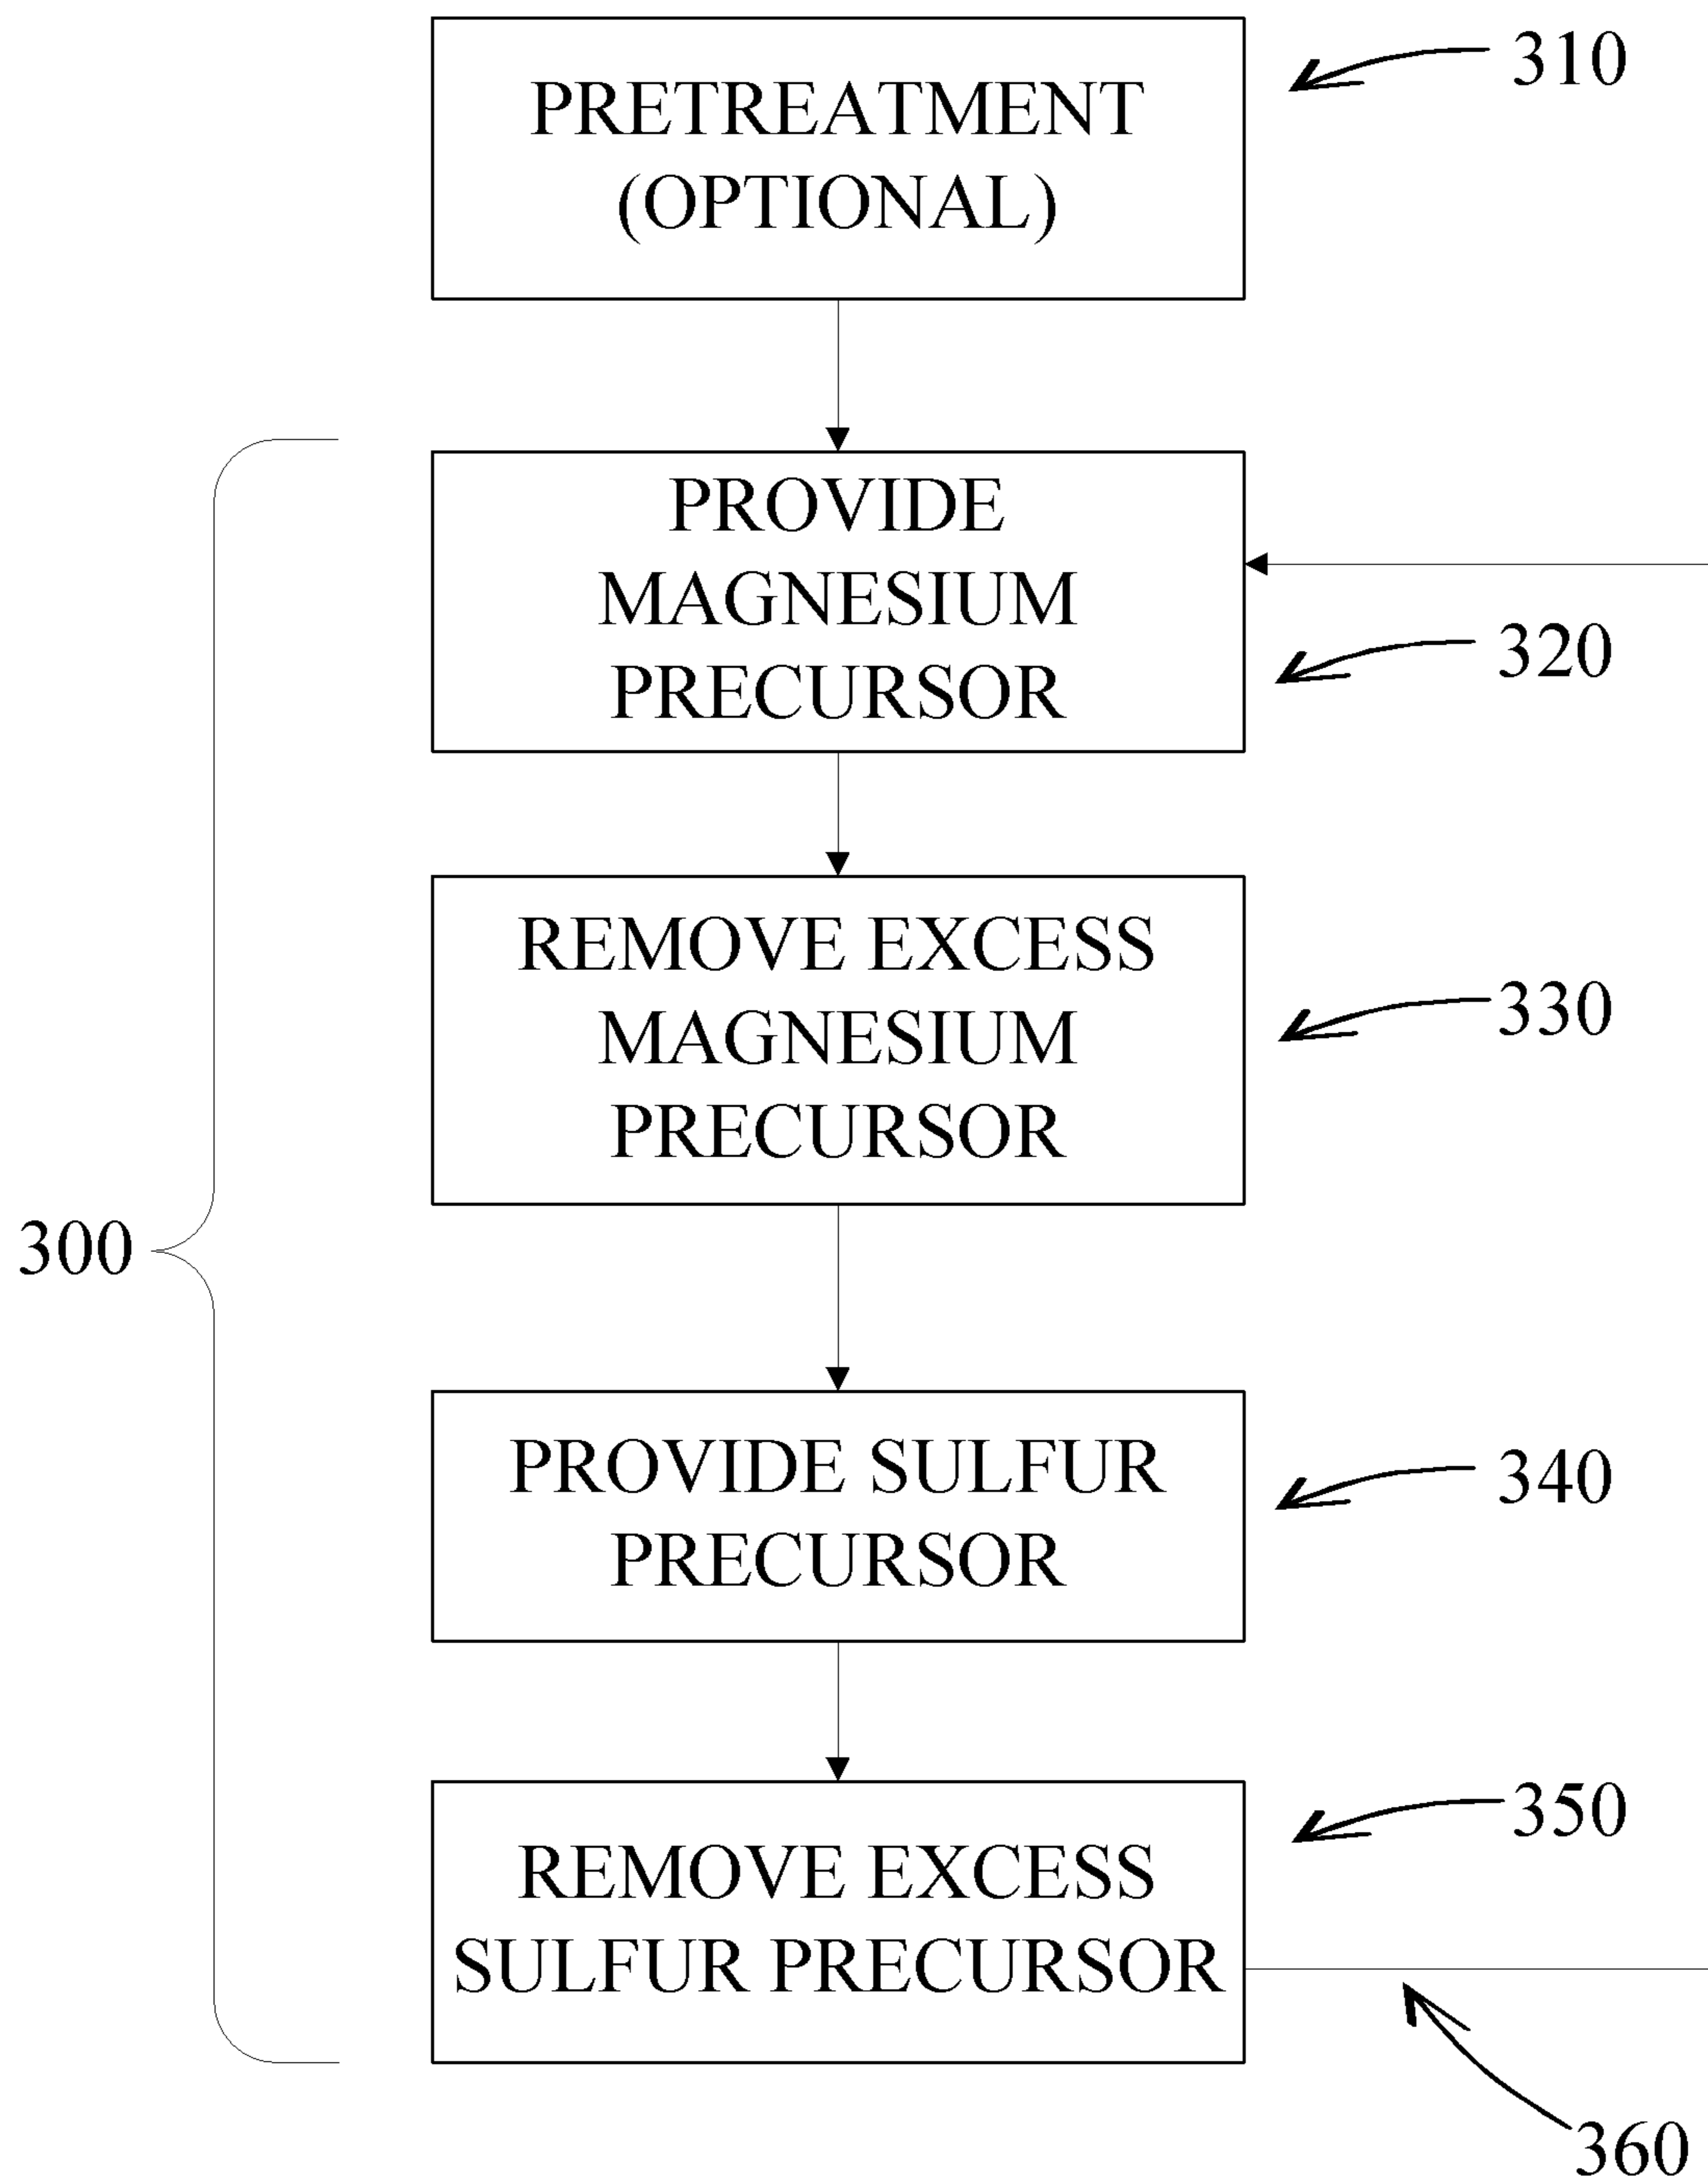 PRETREATMENT
(OPTIONAL)
310
PROVIDE
MAGNESIUM
PRECURSOR
320
REMOVE EXCESS
MAGNESIUM
PRECURSOR
330
300
PROVIDE SULFUR
PRECURSOR
340
REMOVE EXCESS
SULFUR PRECURSOR
350
360